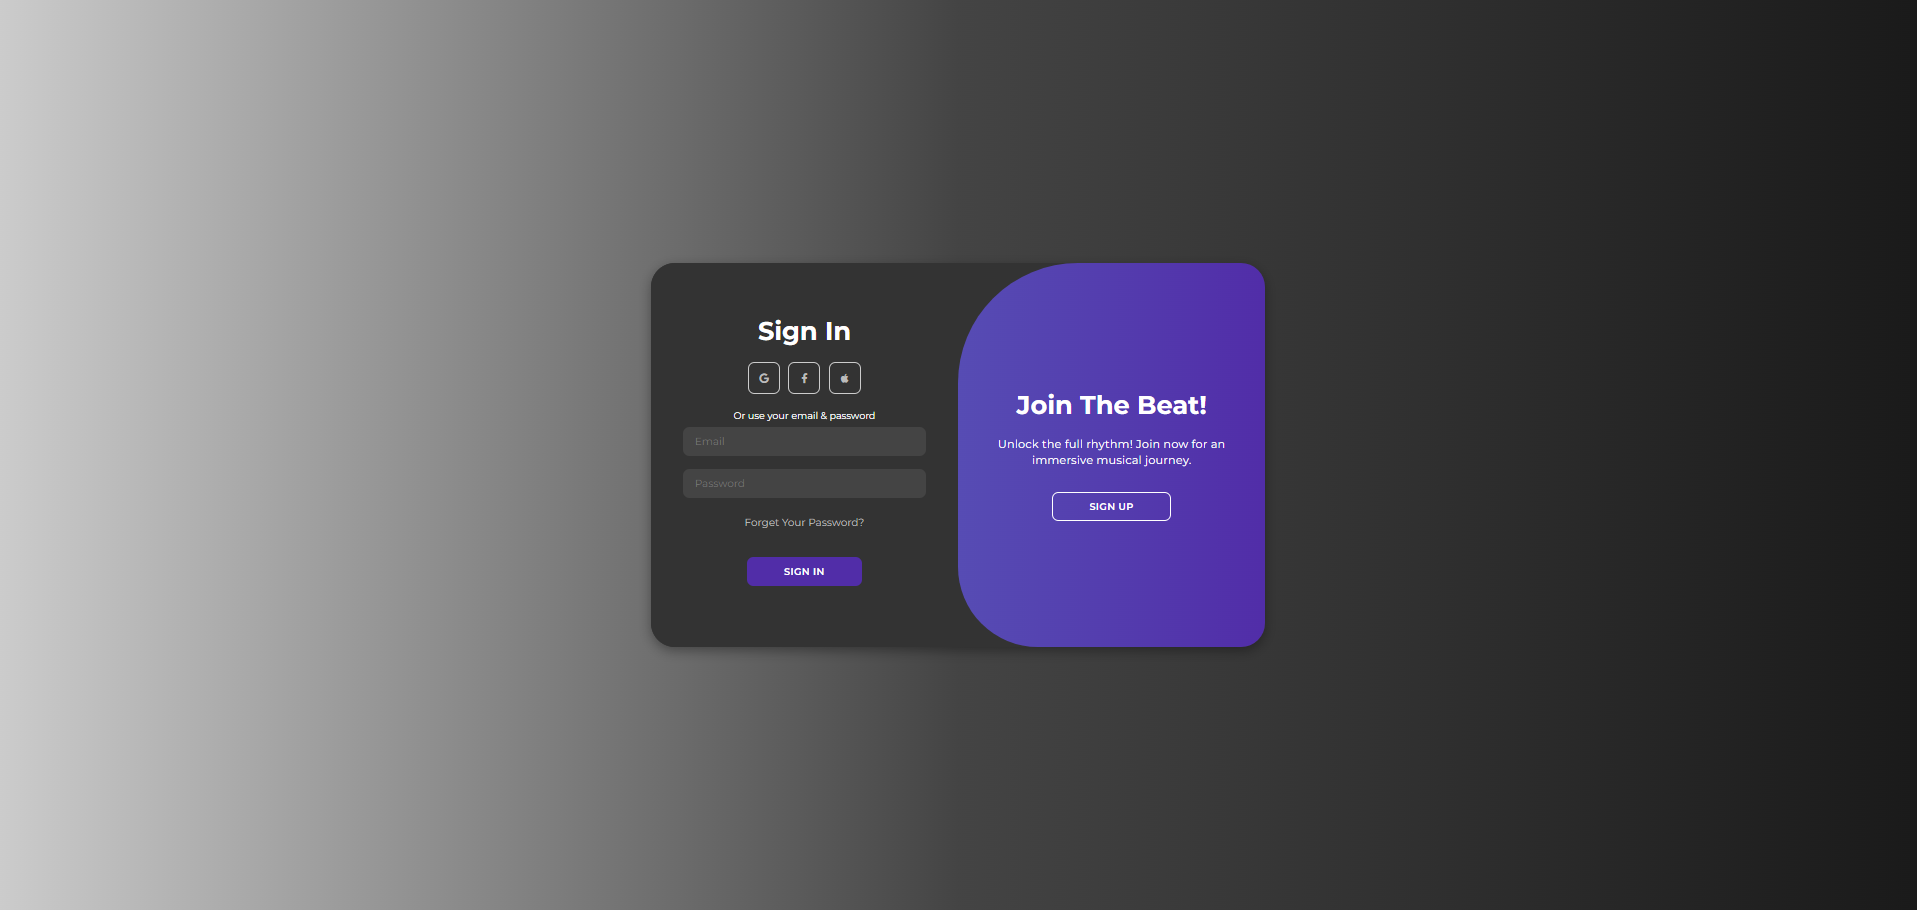 Sign In
Or use your email & password
Email
Password
Forget Your Password?
SIGN IN
Join The Beat!
Unlock the full rhythm! Join now for an
immersive musical journey.
SIGN UP